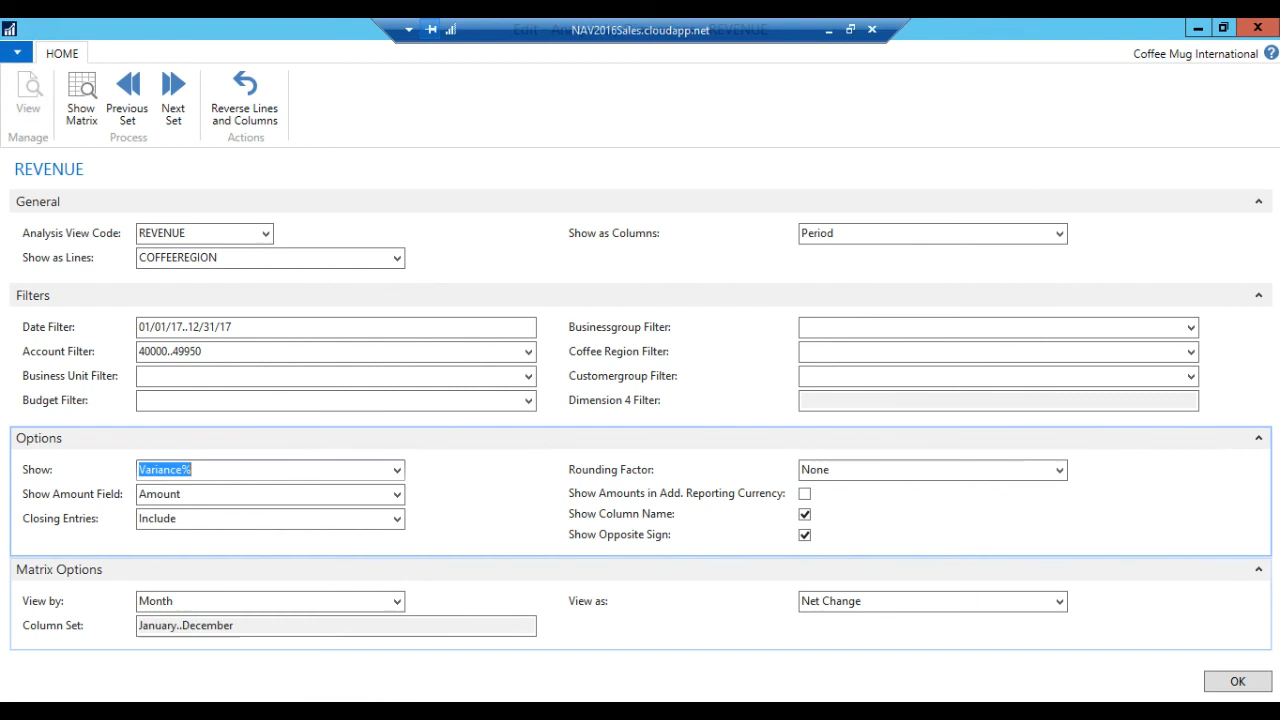 NAV2016Sales.cloudapp.net
HOME
Coffee Mug International
View
Manage
Show Matrix
Previous Set
Next Set
Process
Reverse Lines and Columns
Actions
REVENUE
General
Analysis View Code: REVENUE
Show as Columns: Period
Show as Lines: COFFEEREGION
Filters
Date Filter: 01/01/17..12/31/17
Businessgroup Filter:
Account Filter: 40000..49950
Coffee Region Filter:
Business Unit Filter:
Customergroup Filter:
Budget Filter:
Dimension 4 Filter:
Options
Show: Variance%
Rounding Factor: None
Show Amount Field: Amount
Show Amounts in Add. Reporting Currency:
Closing Entries: Include
Show Column Name:
Show Opposite Sign:
Matrix Options
View by: Month
View as: Net Change
Column Set: January..December
OK